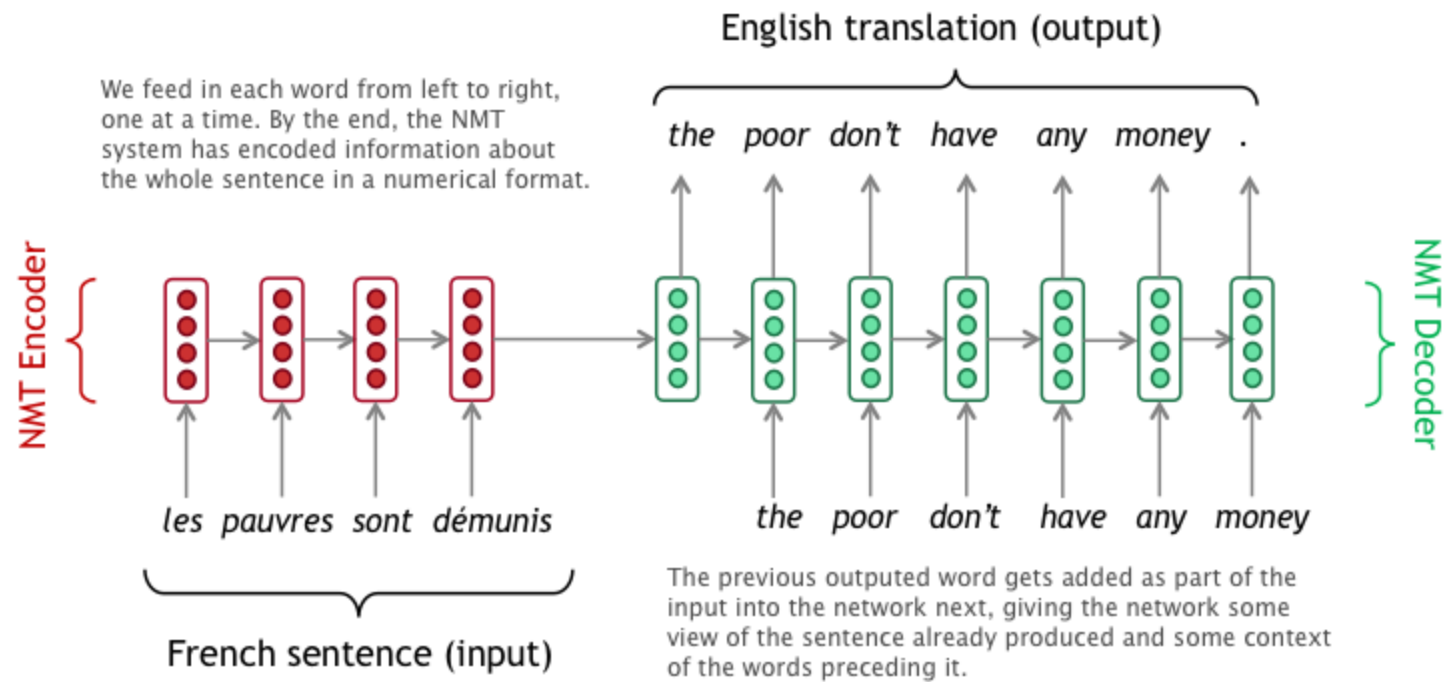 English translation (output)
We feed in each word from left to right,
one at a time. By the end, the NMT
system has encoded information about
the whole sentence in a numerical format.
the poor don't have any money .
NMT Encoder
NMT Decoder
les pauvres sont démunis
the poor don't have any money
French sentence (input)
The previous outputed word gets added as part of the
input into the network next, giving the network some
view of the sentence already produced and some context
of the words preceding it.